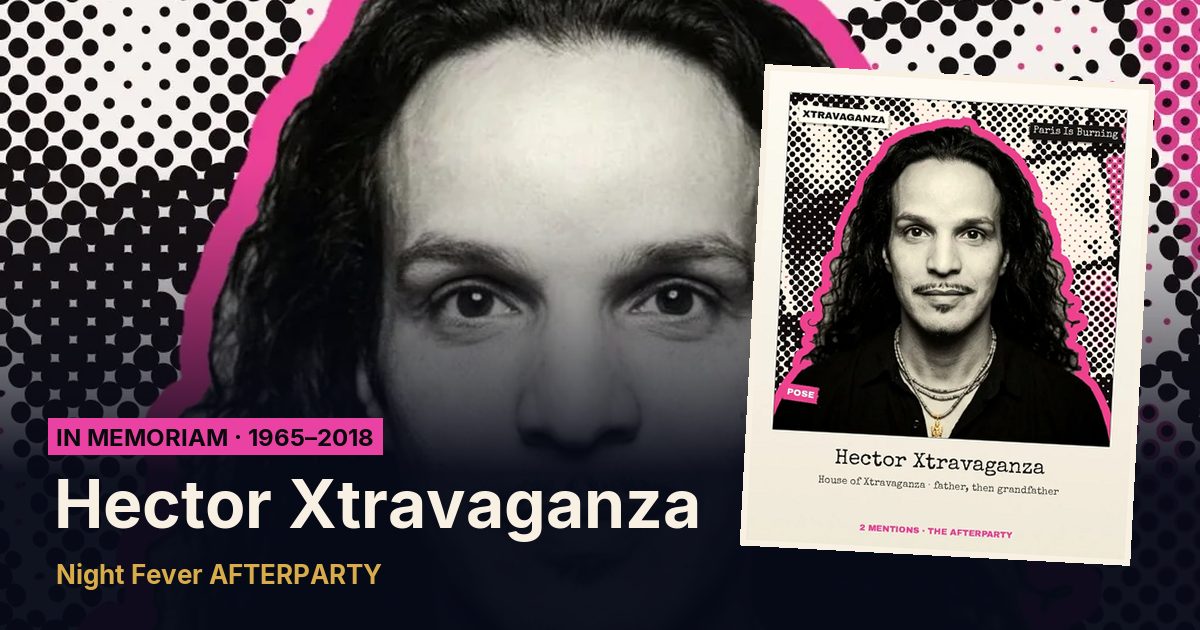 IN MEMORIAM · 1965–2018
Hector Xtravaganza
Night Fever AFTERPARTY
XTRAVAGANZA
Paris Is Burning
POSE
Hector Xtravaganza
House of Xtravaganza · father, then grandfather
2 MENTIONS · THE AFTERPARTY